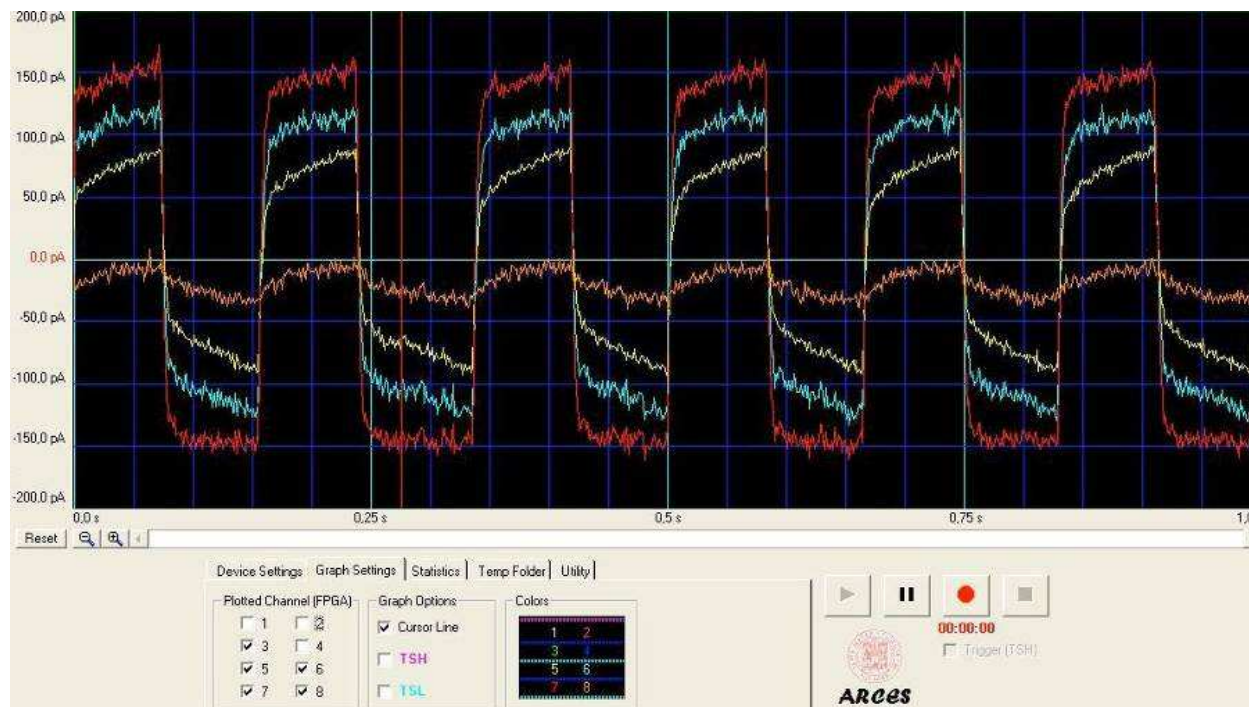 200,0 pA
150,0 pA
100,0 pA
50,0 pA
0,0 pA
-50,0 pA
-100,0 pA
-150,0 pA
-200,0 pA
0,0 s 0,25 s 0,5 s 0,75 s 1,
Reset
Device Settings Graph Settings Statistics Temp Folder Utility
Plotted Channel (FPGA) Graph Options Colors
1 2 Cursor Line 1 2
3 4 TSH 3 4
5 6 5 6
7 8 TSL 7 8
00:00:00
Trigger (TSH)
ARCES